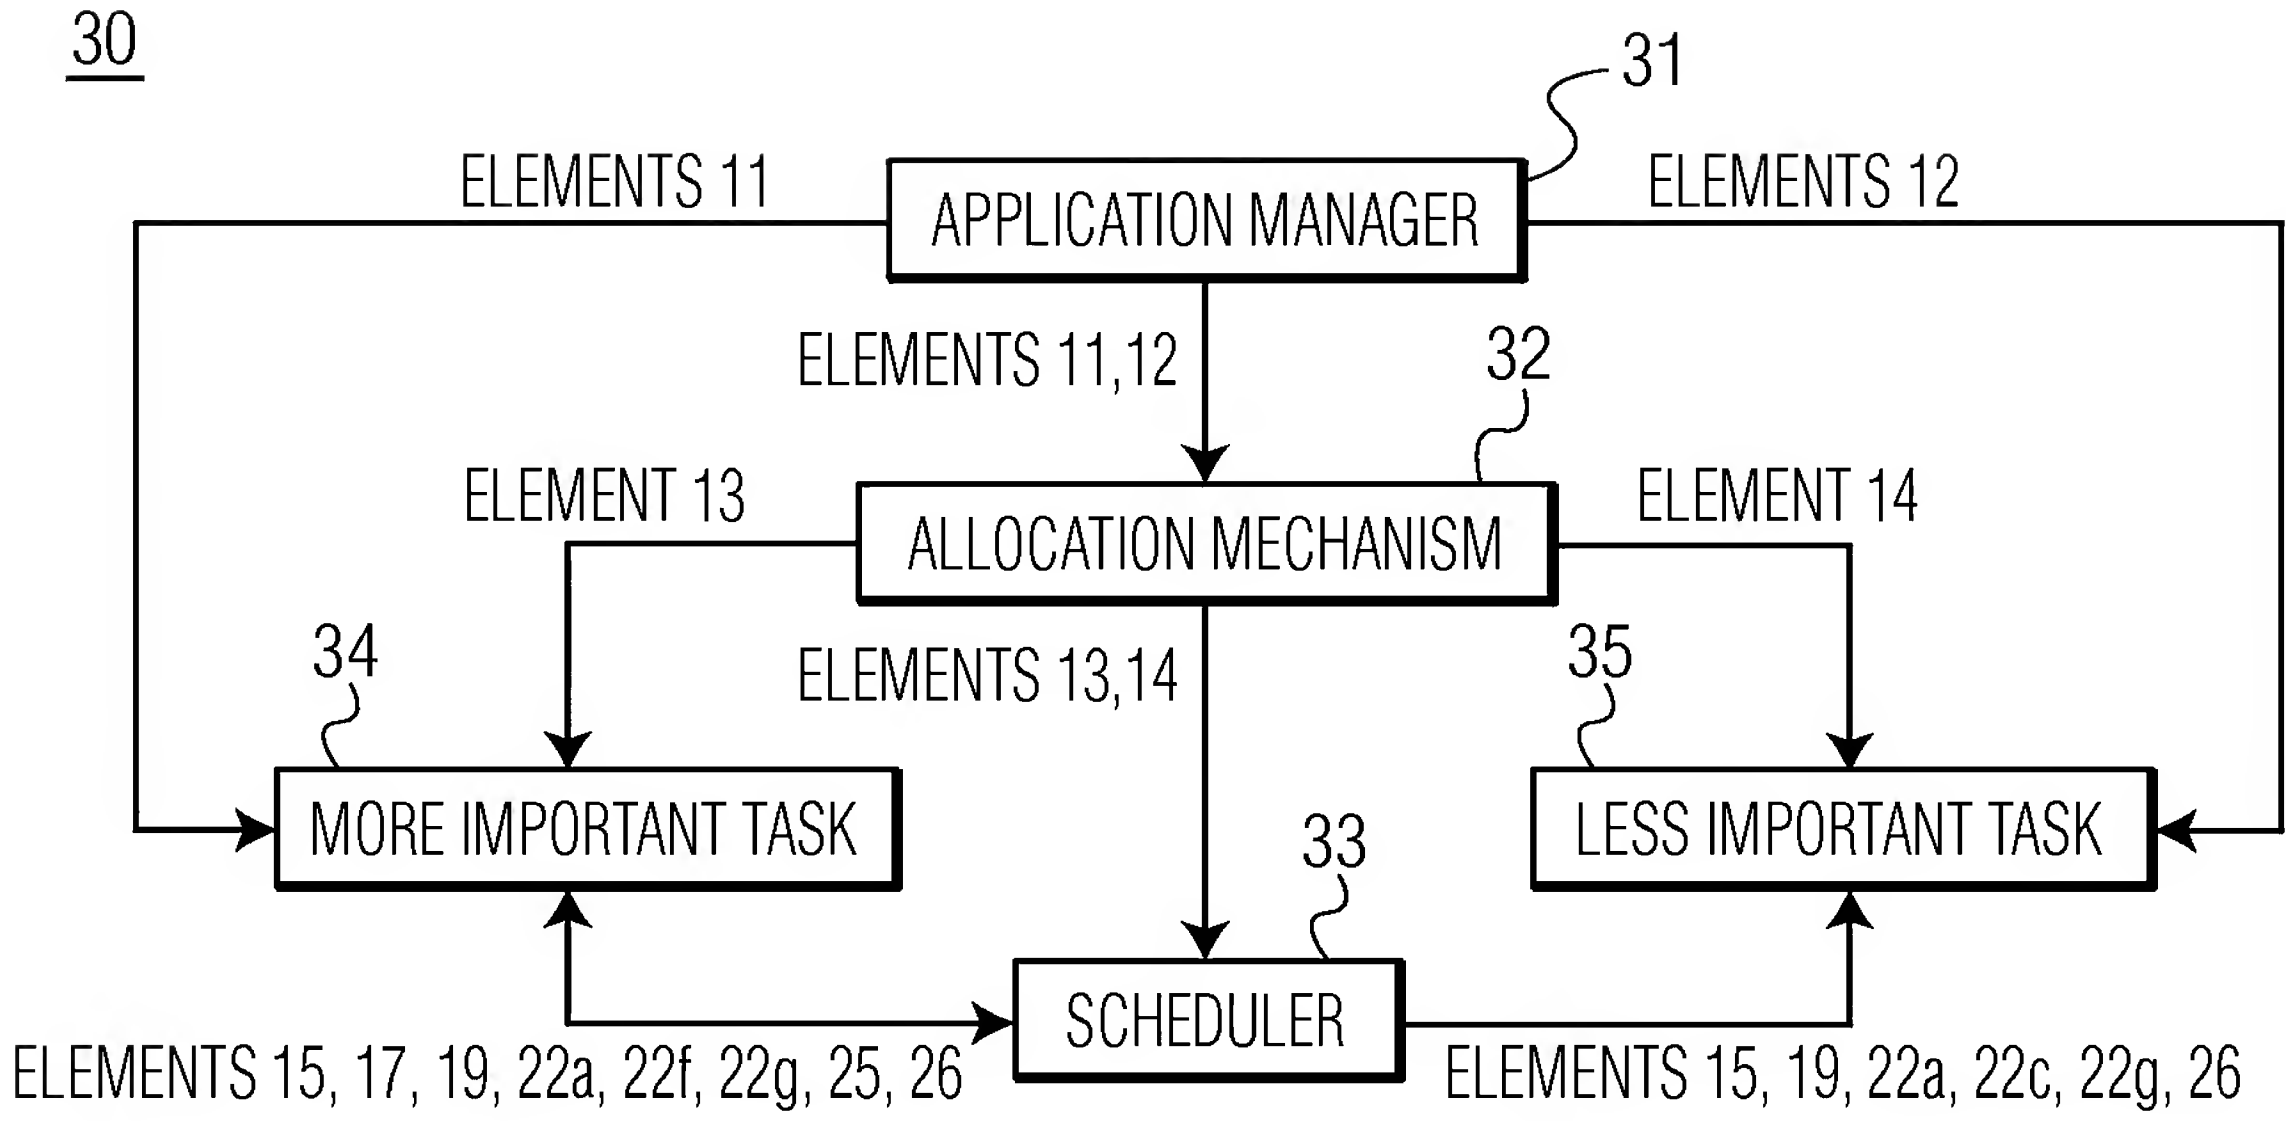 30
31
ELEMENTS 11
APPLICATION MANAGER
ELEMENTS 12
ELEMENTS 11,12
32
ELEMENT 13
ALLOCATION MECHANISM
ELEMENT 14
34
ELEMENTS 13,14
35
MORE IMPORTANT TASK
LESS IMPORTANT TASK
33
SCHEDULER
ELEMENTS 15, 17, 19, 22a, 22f, 22g, 25, 26
ELEMENTS 15, 19, 22a, 22c, 22g, 26